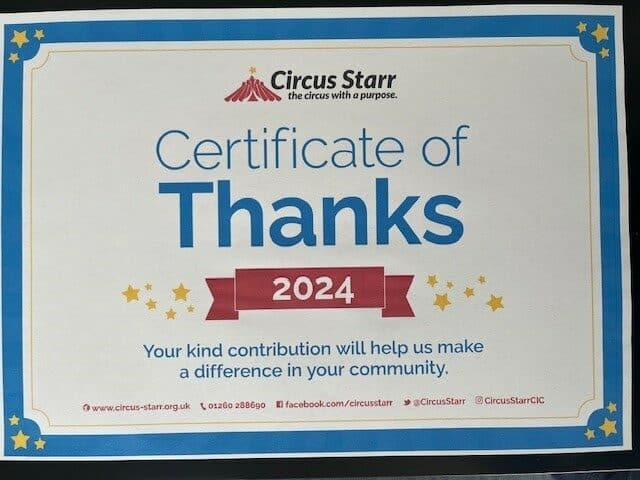 Circus Starr
the circus with a purpose.
Certificate of
Thanks
2024
Your kind contribution will help us make
a difference in your community.
www.circus-starr.org.uk 01260 288690 facebook.com/circusstarr @CircusStarr CircusStarrCIC